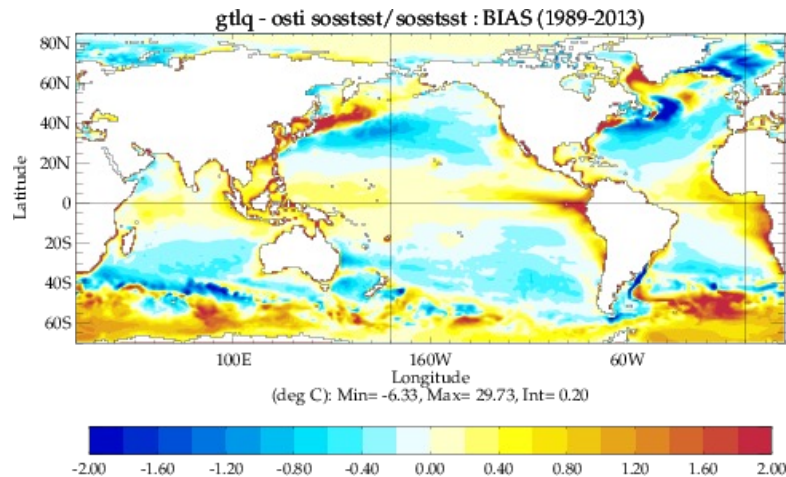 gtlq - osti sosstsst/sosstsst : BIAS (1989-2013)
80N
60N
40N
20N
0
20S
40S
60S
Latitude
100E 160W 60W
Longitude
(deg C): Min= -6.33, Max= 29.73, Int= 0.20
-2.00 -1.60 -1.20 -0.80 -0.40 0.00 0.40 0.80 1.20 1.60 2.00